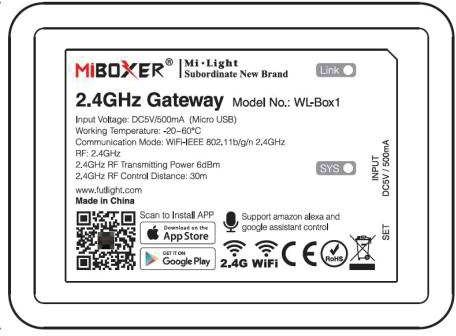 MiBOXER® Mi·Light
Subordinate New Brand
Link
2.4GHz Gateway Model No.: WL-Box1
Input Voltage: DC5V/500mA (Micro USB)
Working Temperature: -20~60°C
Communication Mode: WiFi-IEEE 802.11b/g/n 2.4GHz
RF: 2.4GHz
2.4GHz RF Transmitting Power 6dBm
2.4GHz RF Control Distance: 30m
SYS
INPUT
DC5V / 500mA
www.futlight.com
Made in China
Scan to Install APP
Download on the
App Store
GET IT ON
Google Play
Support amazon alexa and
google assistant control
2.4G WiFi
CE
RoHS
SET